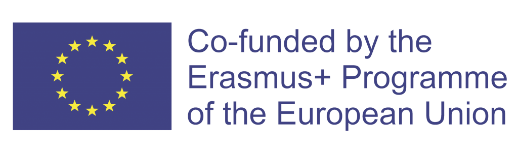 Co-funded by the
Erasmus+ Programme
of the European Union